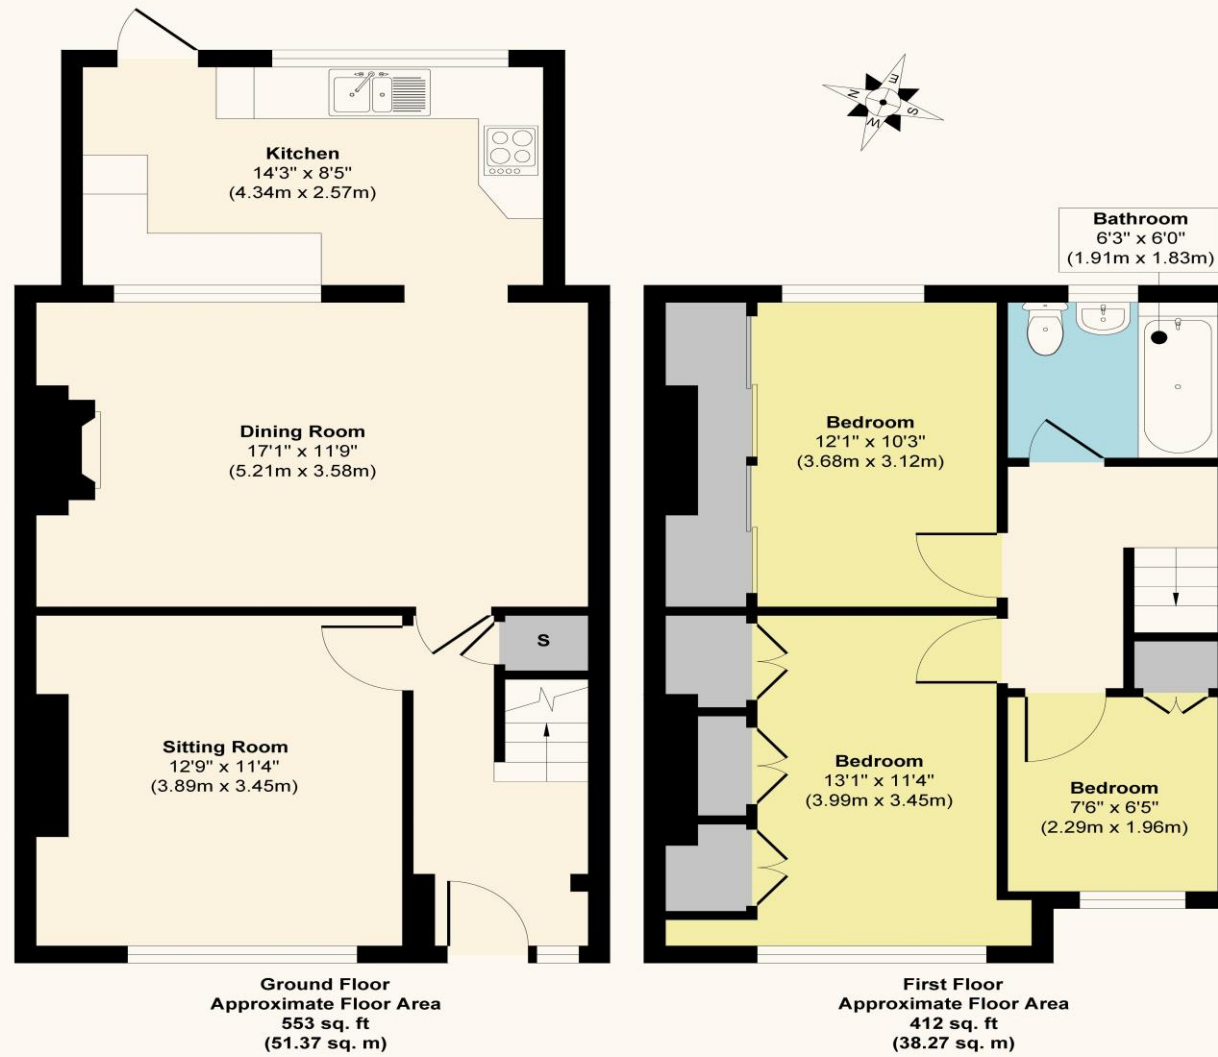 E
N
S
W
Kitchen
14'3" x 8'5"
(4.34m x 2.57m)
Bathroom
6'3" x 6'0"
(1.91m x 1.83m)
Dining Room
17'1" x 11'9"
(5.21m x 3.58m)
Bedroom
12'1" x 10'3"
(3.68m x 3.12m)
S
Sitting Room
12'9" x 11'4"
(3.89m x 3.45m)
Bedroom
13'1" x 11'4"
(3.99m x 3.45m)
Bedroom
7'6" x 6'5"
(2.29m x 1.96m)
Ground Floor
Approximate Floor Area
553 sq. ft
(51.37 sq. m)
First Floor
Approximate Floor Area
412 sq. ft
(38.27 sq. m)